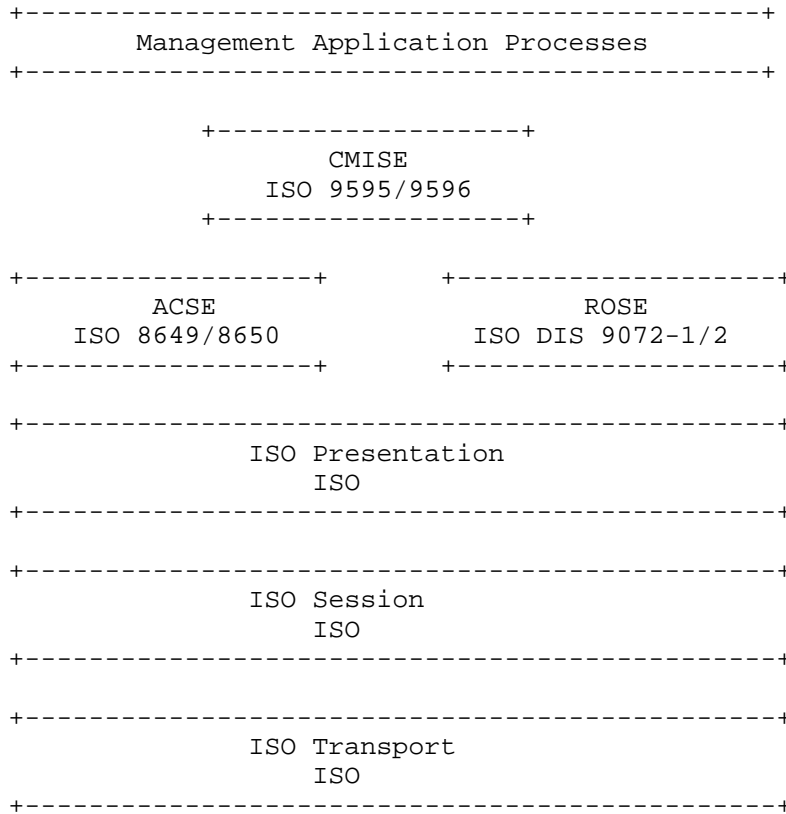 +----------------------------------------------+
Management Application Processes
+----------------------------------------------+
+-------------------+
CMISE
ISO 9595/9596
+-------------------+
+------------------+ +--------------------+
ACSE ROSE
ISO 8649/8650 ISO DIS 9072-1/2
+------------------+ +--------------------+
+-----------------------------------------------+
ISO Presentation
ISO
+-----------------------------------------------+
+-----------------------------------------------+
ISO Session
ISO
+-----------------------------------------------+
+-----------------------------------------------+
ISO Transport
ISO
+-----------------------------------------------+